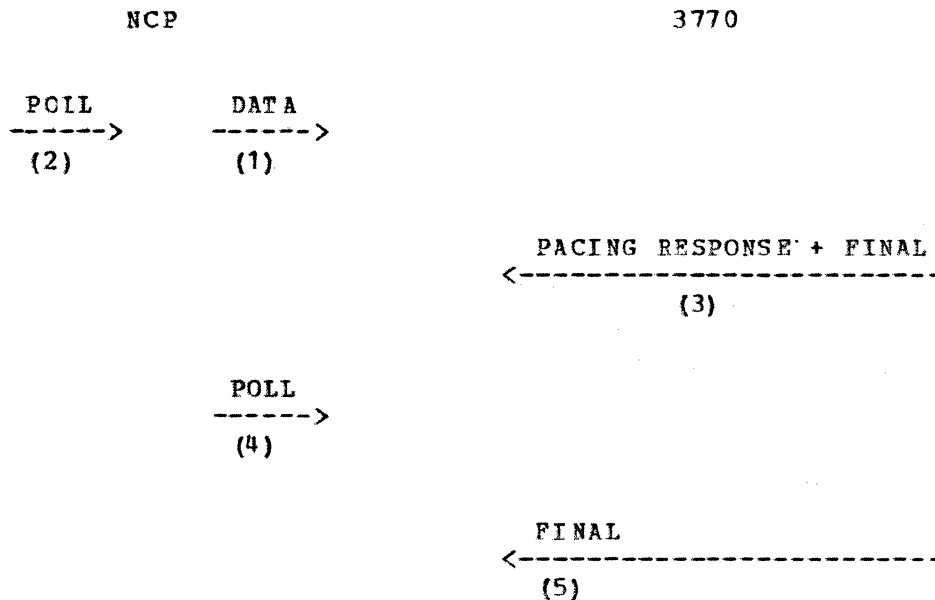 NCP 3770
POLL DATA
------> ------>
(2) (1)
PACING RESPONSE + FINAL
<-----------------------
(3)
POLL
------>
(4)
FINAL
<-----------------------
(5)